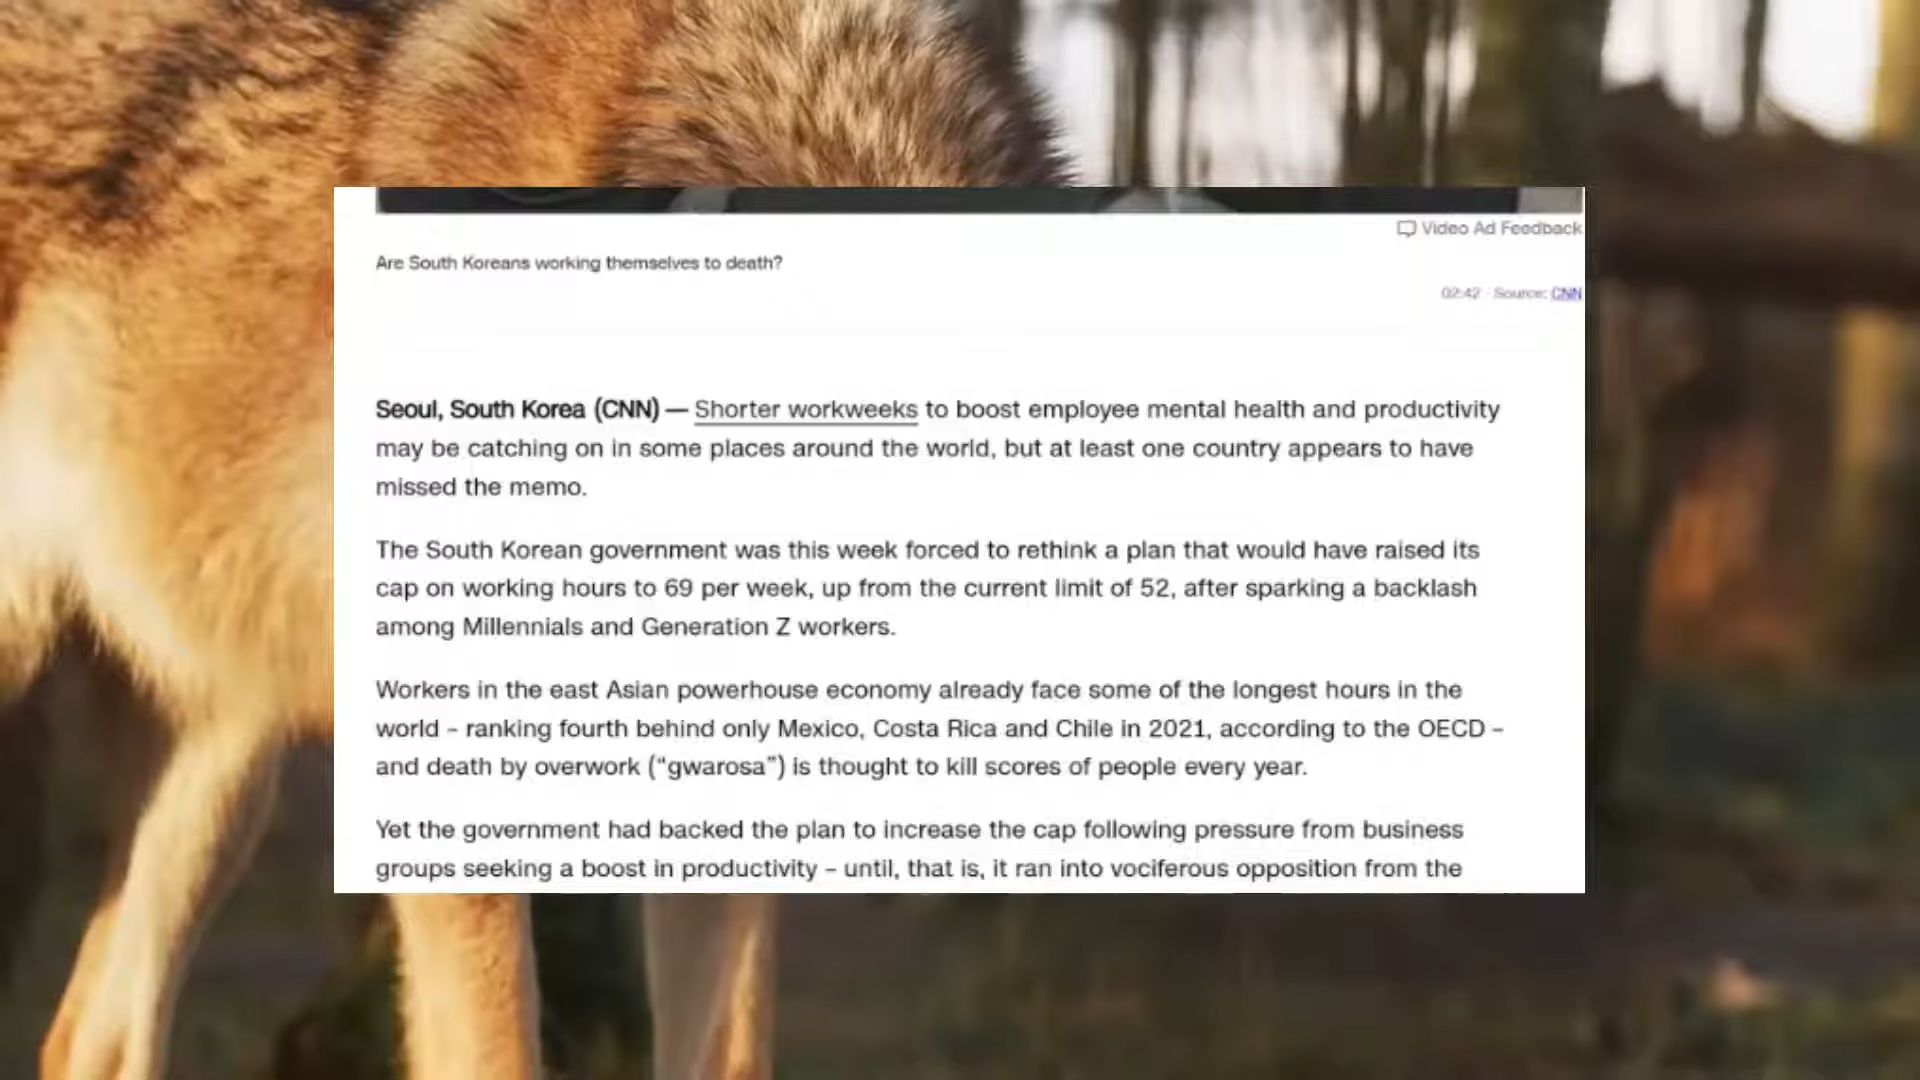 Video Ad Feedback
Are South Koreans working themselves to death?
02:42 - Source: CNN
Seoul, South Korea (CNN) — Shorter workweeks to boost employee mental health and productivity
may be catching on in some places around the world, but at least one country appears to have
missed the memo.
The South Korean government was this week forced to rethink a plan that would have raised its
cap on working hours to 69 per week, up from the current limit of 52, after sparking a backlash
among Millennials and Generation Z workers.
Workers in the east Asian powerhouse economy already face some of the longest hours in the
world – ranking fourth behind only Mexico, Costa Rica and Chile in 2021, according to the OECD –
and death by overwork (“gwarosa”) is thought to kill scores of people every year.
Yet the government had backed the plan to increase the cap following pressure from business
groups seeking a boost in productivity – until, that is, it ran into vociferous opposition from the